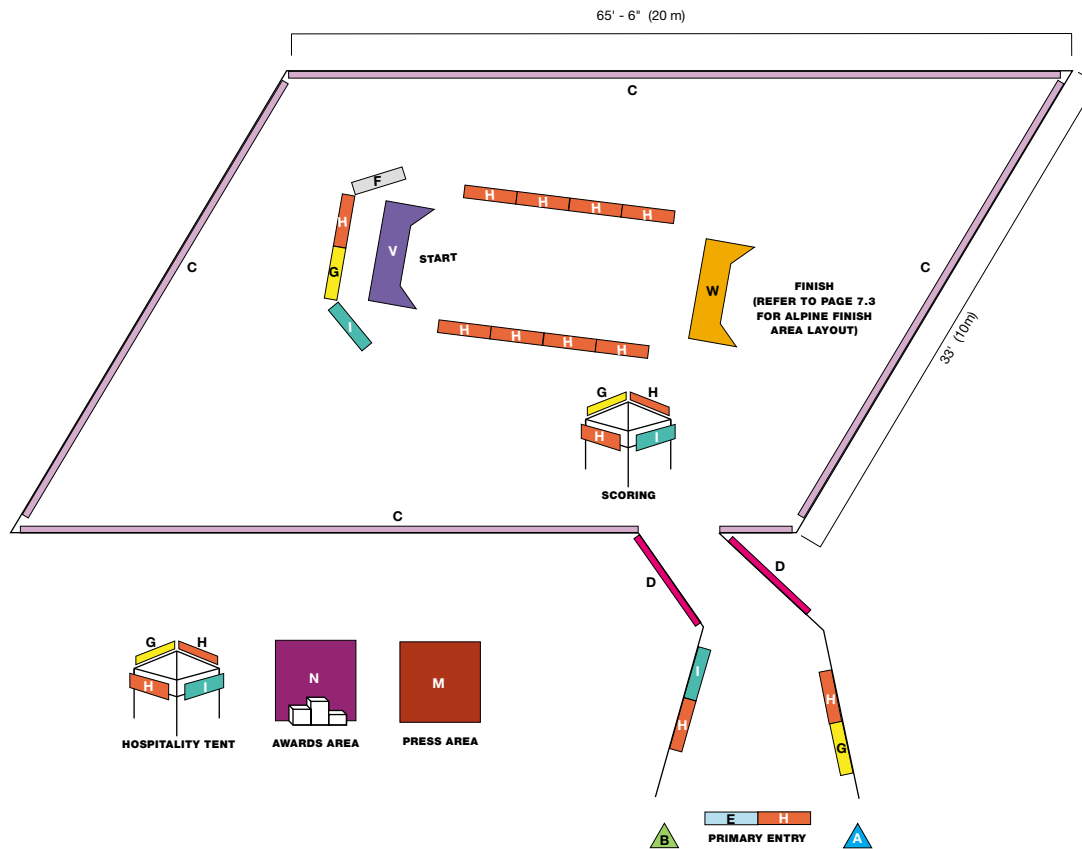 65' - 6" (20 m)
C
F
H H H H
H
V
START
C
C
G
W
FINISH
(REFER TO PAGE 7.3
FOR ALPINE FINISH
AREA LAYOUT)
I
H H H H
33' (10m)
G H
H I
SCORING
C
D
D
G H
H I
HOSPITALITY TENT
N
AWARDS AREA
M
PRESS AREA
I
H
H
G
E H
PRIMARY ENTRY
B
A